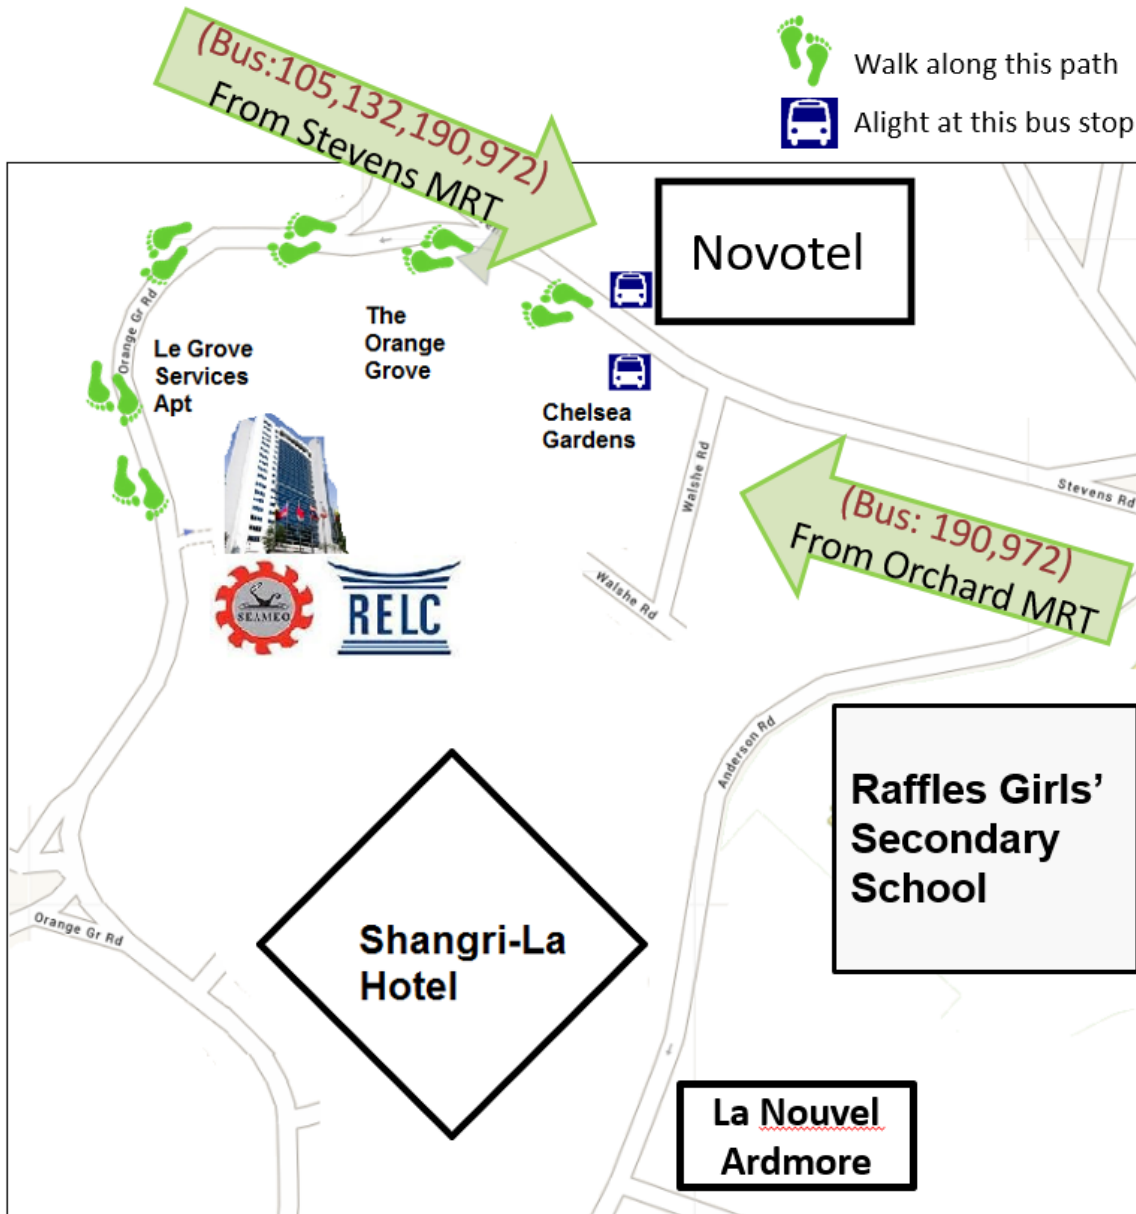 (Bus:105,132,190,972)
From Stevens MRT
Walk along this path
Alight at this bus stop
Novotel
Orange Gr Rd
Le Grove
Services
Apt
The
Orange
Grove
Chelsea
Gardens
Walshe Rd
Stevens Rd
(Bus: 190,972)
From Orchard MRT
Walshe Rd
SEAMEO
RELC
Anderson Rd
Raffles Girls’
Secondary
School
Orange Gr Rd
Shangri-La
Hotel
La Nouvel
Ardmore